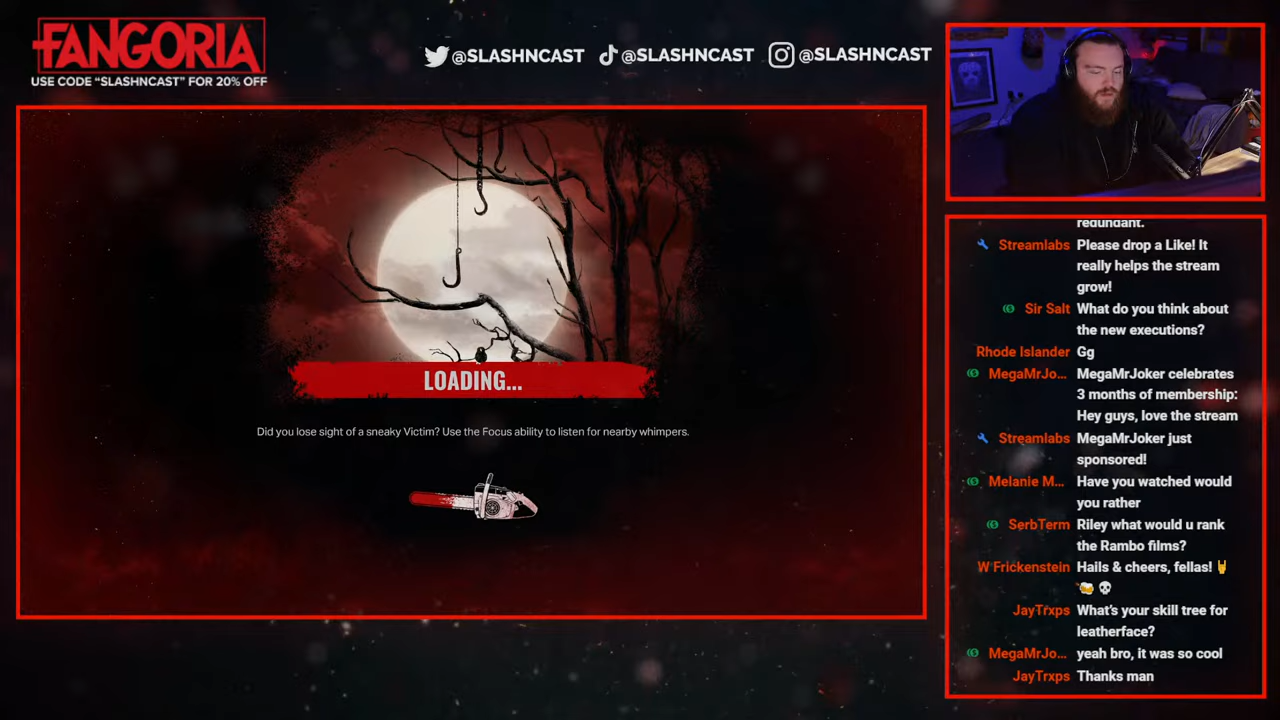 FANGORIA
USE CODE “SLASHNCAST” FOR 20% OFF
@SLASHNCAST @SLASHNCAST @SLASHNCAST
LOADING...
Did you lose sight of a sneaky Victim? Use the Focus ability to listen for nearby whimpers.
redundant.
Streamlabs Please drop a Like! It
really helps the stream
grow!
Sir Salt What do you think about
the new executions?
Rhode Islander Gg
MegaMrJo... MegaMrJoker celebrates
3 months of membership:
Hey guys, love the stream
Streamlabs MegaMrJoker just
sponsored!
Melanie M... Have you watched would
you rather
SerbTerm Riley what would u rank
the Rambo films?
W Frickenstein Hails & cheers, fellas! 🤘
🍻 💀
JayTrxps What’s your skill tree for
leatherface?
MegaMrJo... yeah bro, it was so cool
JayTrxps Thanks man